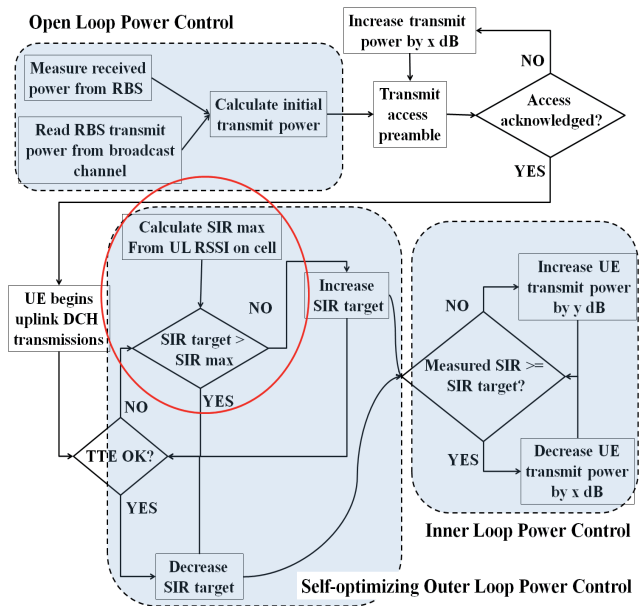 Open Loop Power Control
Increase transmit
power by x dB
NO
Measure received
power from RBS
Calculate initial
transmit power
Transmit
access
preamble
Access
acknowledged?
Read RBS transmit
power from broadcast
channel
YES
Calculate SIR max
From UL RSSI on cell
UE begins
uplink DCH
transmissions
NO
Increase
SIR target
Increase UE
transmit power
by y dB
NO
SIR target >
SIR max
Measured SIR >=
SIR target?
NO
YES
TTE OK?
YES
Decrease UE
transmit power
by x dB
YES
Inner Loop Power Control
Decrease
SIR target
Self-optimizing Outer Loop Power Control